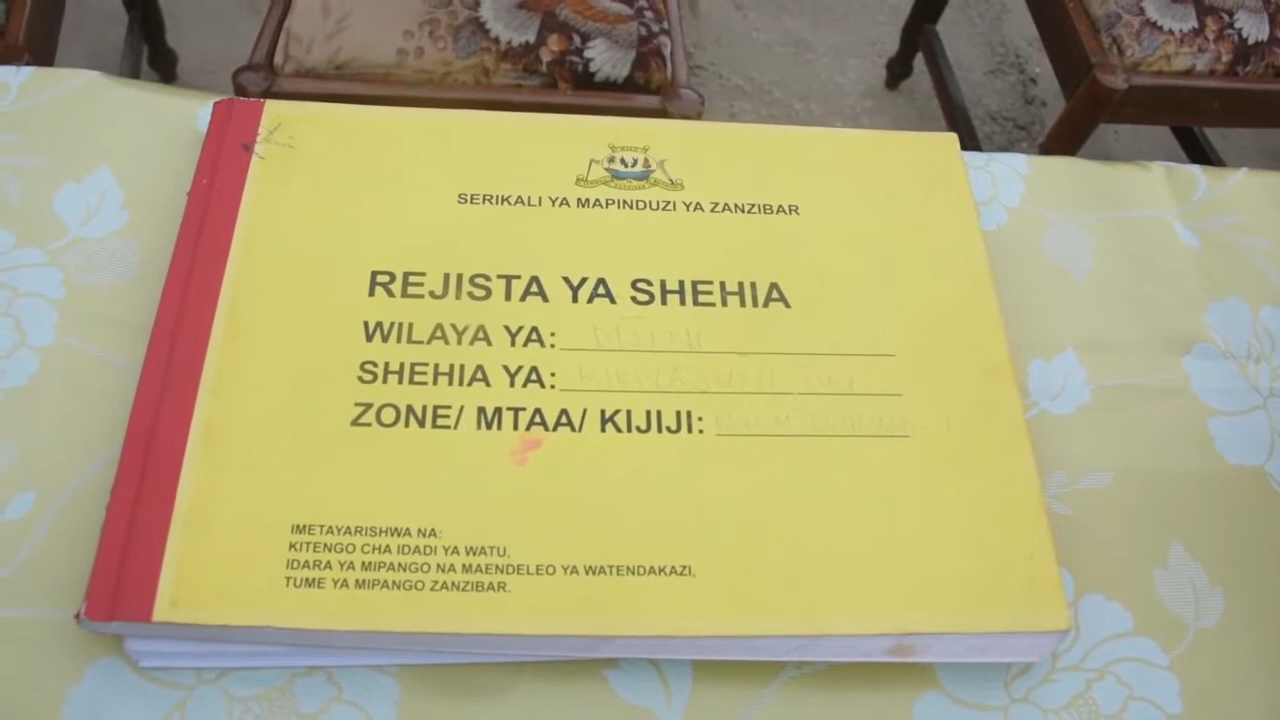 SERIKALI YA MAPINDUZI YA ZANZIBAR
REJISTA YA SHEHIA
WILAYA YA:
SHEHIA YA:
ZONE/ MTAA/ KIJIJI:
IMETAYARISHWA NA:
KITENGO CHA IDADI YA WATU,
IDARA YA MIPANGO NA MAENDELEO YA WATENDAKAZI,
TUME YA MIPANGO ZANZIBAR.